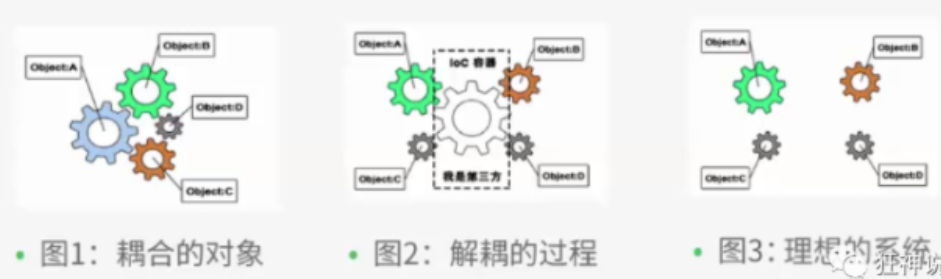 Object:A
Object:B
Object:D
Object:C
Object:A
IoC 容器
Object:B
Object:C
我是第三方
Object:D
Object:A
Object:B
Object:C
Object:D
• 图1：耦合的对象
• 图2：解耦的过程
• 图3：理想的系统
狂神